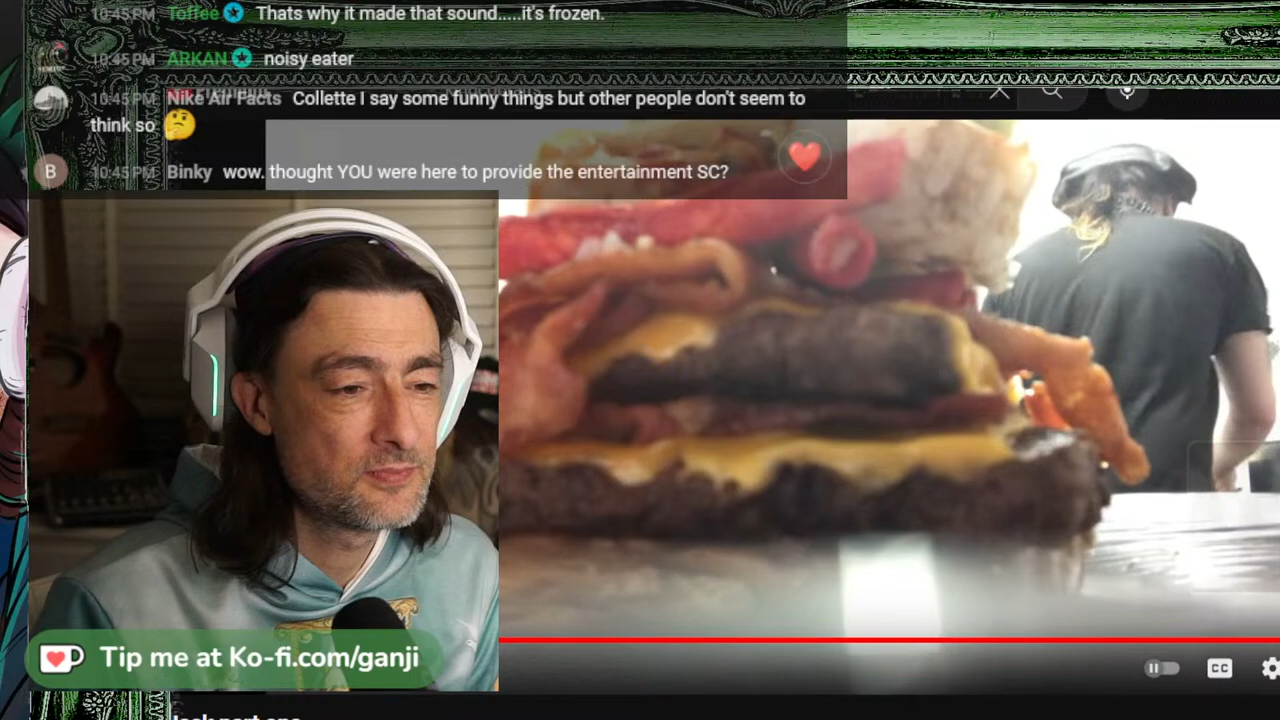 10:45 PM Toffee Thats why it made that sound.....it's frozen.
10:45 PM ARKAN noisy eater
10:45 PM Nike Air Facts Collette I say some funny things but other people don't seem to
think so 🤔
B 10:45 PM Binky wow. thought YOU were here to provide the entertainment SC?
Tip me at Ko-fi.com/ganji
CC